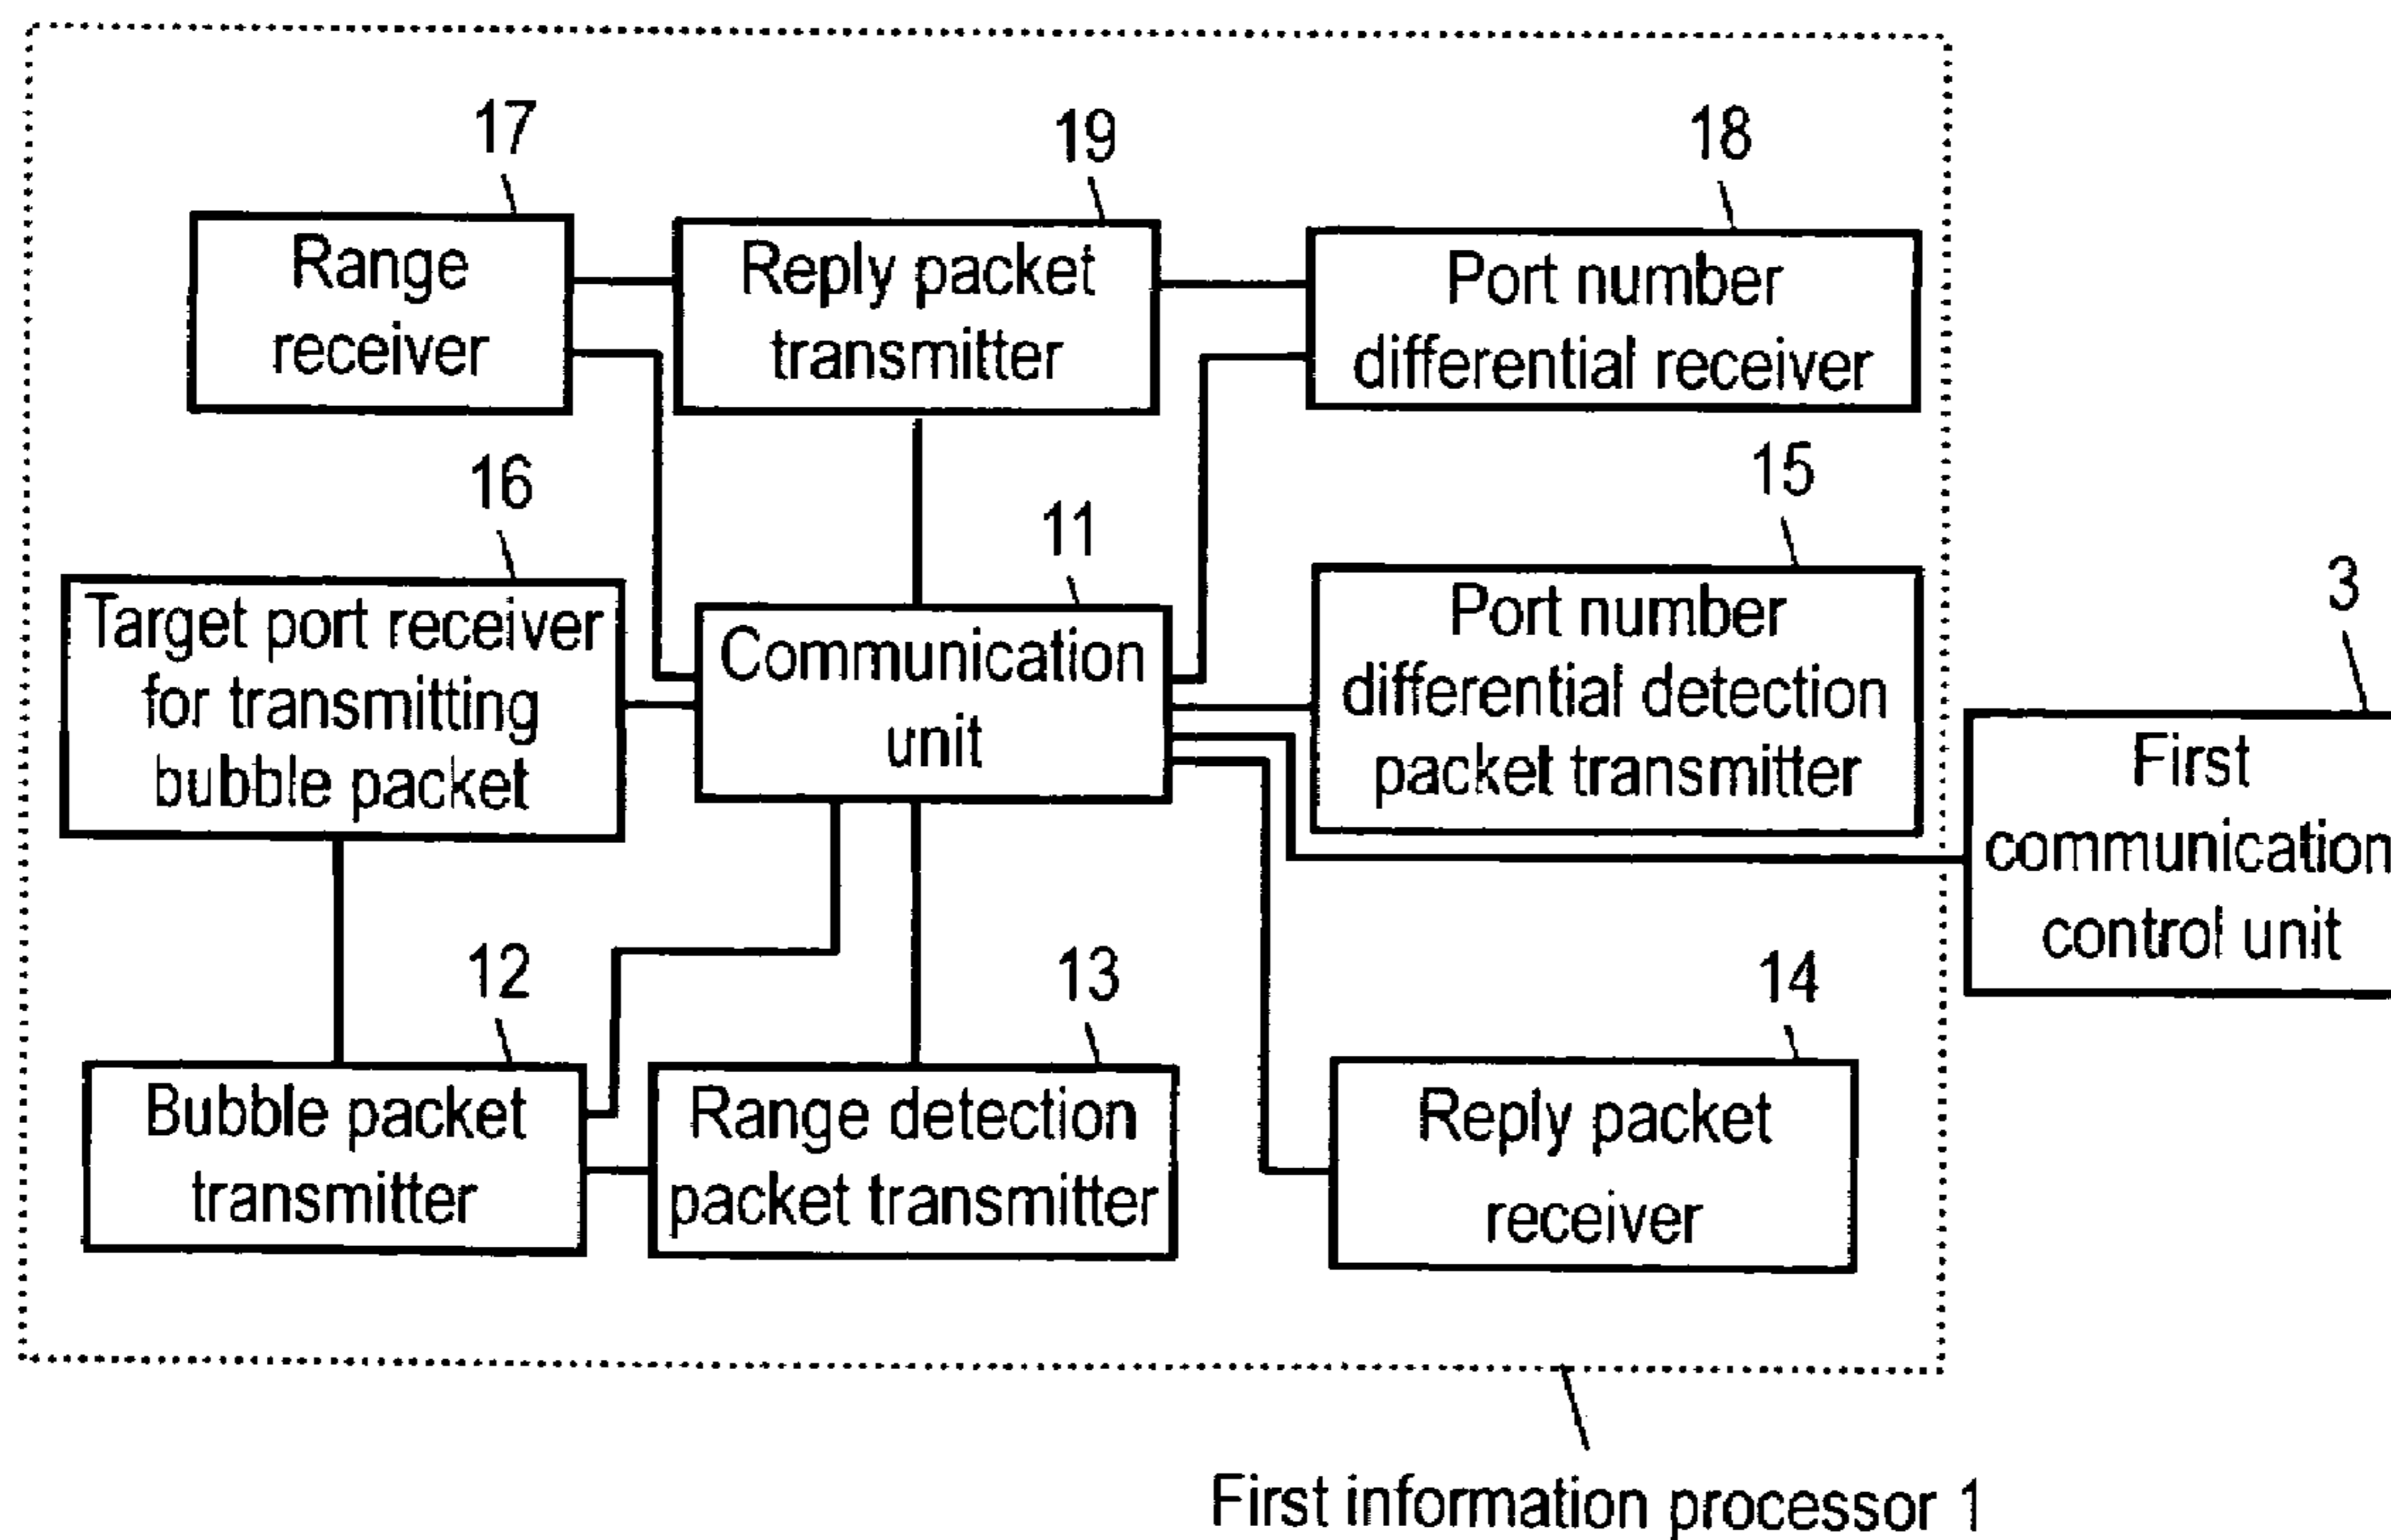 17
19
18
Range
receiver
Reply packet
transmitter
Port number
differential receiver
16
11
15
3
Target port receiver
for transmitting
bubble packet
Communication
unit
Port number
differential detection
packet transmitter
First
communication
control unit
12
13
14
Bubble packet
transmitter
Range detection
packet transmitter
Reply packet
receiver
First information processor 1